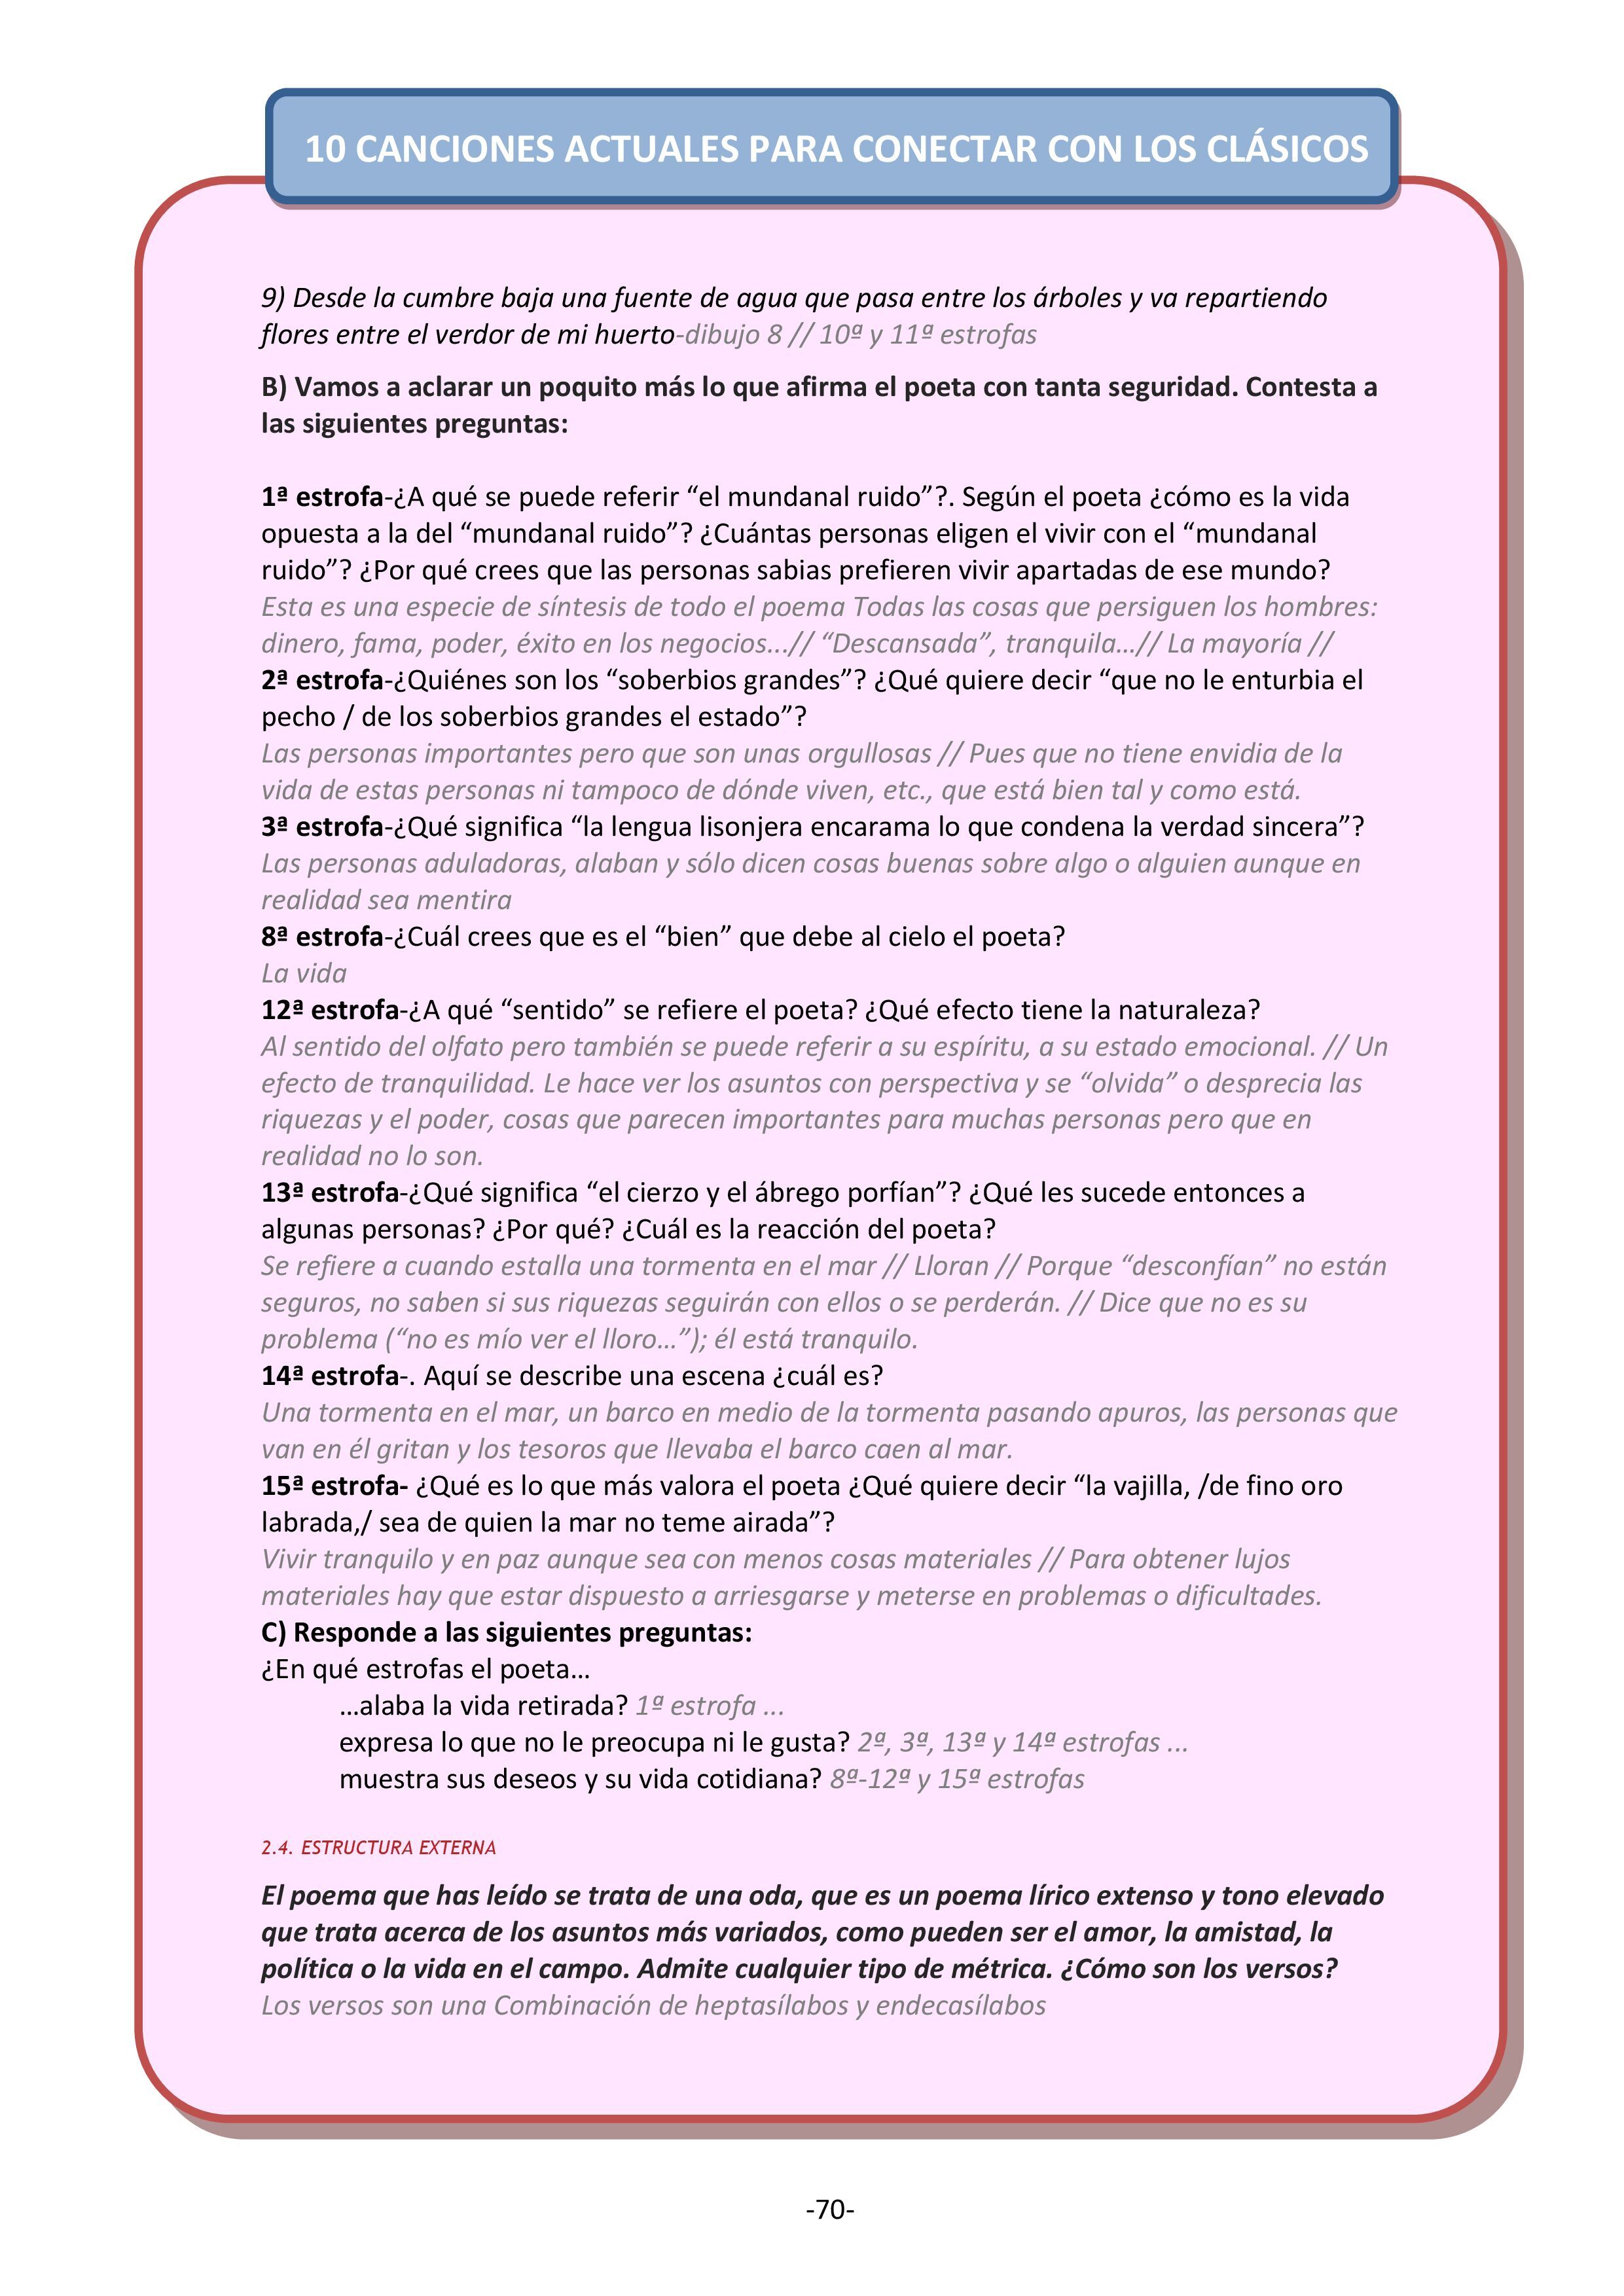 10 CANCIONES ACTUALES PARA CONECTAR CON LOS CLÁSICOS
9) Desde la cumbre baja una fuente de agua que pasa entre los árboles y va repartiendo
flores entre el verdor de mi huerto-dibujo 8 // 10ª y 11ª estrofas
B) Vamos a aclarar un poquito más lo que afirma el poeta con tanta seguridad. Contesta a
las siguientes preguntas:
1ª estrofa-¿A qué se puede referir “el mundanal ruido”?. Según el poeta ¿cómo es la vida
opuesta a la del “mundanal ruido”? ¿Cuántas personas eligen el vivir con el “mundanal
ruido”? ¿Por qué crees que las personas sabias prefieren vivir apartadas de ese mundo?
Esta es una especie de síntesis de todo el poema Todas las cosas que persiguen los hombres:
dinero, fama, poder, éxito en los negocios...// “Descansada”, tranquila…// La mayoría //
2ª estrofa-¿Quiénes son los “soberbios grandes”? ¿Qué quiere decir “que no le enturbia el
pecho / de los soberbios grandes el estado”?
Las personas importantes pero que son unas orgullosas // Pues que no tiene envidia de la
vida de estas personas ni tampoco de dónde viven, etc., que está bien tal y como está.
3ª estrofa-¿Qué significa “la lengua lisonjera encarama lo que condena la verdad sincera”?
Las personas aduladoras, alaban y sólo dicen cosas buenas sobre algo o alguien aunque en
realidad sea mentira
8ª estrofa-¿Cuál crees que es el “bien” que debe al cielo el poeta?
La vida
12ª estrofa-¿A qué “sentido” se refiere el poeta? ¿Qué efecto tiene la naturaleza?
Al sentido del olfato pero también se puede referir a su espíritu, a su estado emocional. // Un
efecto de tranquilidad. Le hace ver los asuntos con perspectiva y se “olvida” o desprecia las
riquezas y el poder, cosas que parecen importantes para muchas personas pero que en
realidad no lo son.
13ª estrofa-¿Qué significa “el cierzo y el ábrego porfían”? ¿Qué les sucede entonces a
algunas personas? ¿Por qué? ¿Cuál es la reacción del poeta?
Se refiere a cuando estalla una tormenta en el mar // Lloran // Porque “desconfían” no están
seguros, no saben si sus riquezas seguirán con ellos o se perderán. // Dice que no es su
problema (“no es mío ver el lloro…”); él está tranquilo.
14ª estrofa-. Aquí se describe una escena ¿cuál es?
Una tormenta en el mar, un barco en medio de la tormenta pasando apuros, las personas que
van en él gritan y los tesoros que llevaba el barco caen al mar.
15ª estrofa- ¿Qué es lo que más valora el poeta ¿Qué quiere decir “la vajilla, /de fino oro
labrada,/ sea de quien la mar no teme airada”?
Vivir tranquilo y en paz aunque sea con menos cosas materiales // Para obtener lujos
materiales hay que estar dispuesto a arriesgarse y meterse en problemas o dificultades.
C) Responde a las siguientes preguntas:
¿En qué estrofas el poeta…
…alaba la vida retirada? 1ª estrofa ...
expresa lo que no le preocupa ni le gusta? 2ª, 3ª, 13ª y 14ª estrofas ...
muestra sus deseos y su vida cotidiana? 8ª-12ª y 15ª estrofas
2.4. ESTRUCTURA EXTERNA
El poema que has leído se trata de una oda, que es un poema lírico extenso y tono elevado
que trata acerca de los asuntos más variados, como pueden ser el amor, la amistad, la
política o la vida en el campo. Admite cualquier tipo de métrica. ¿Cómo son los versos?
Los versos son una Combinación de heptasílabos y endecasílabos
-70-